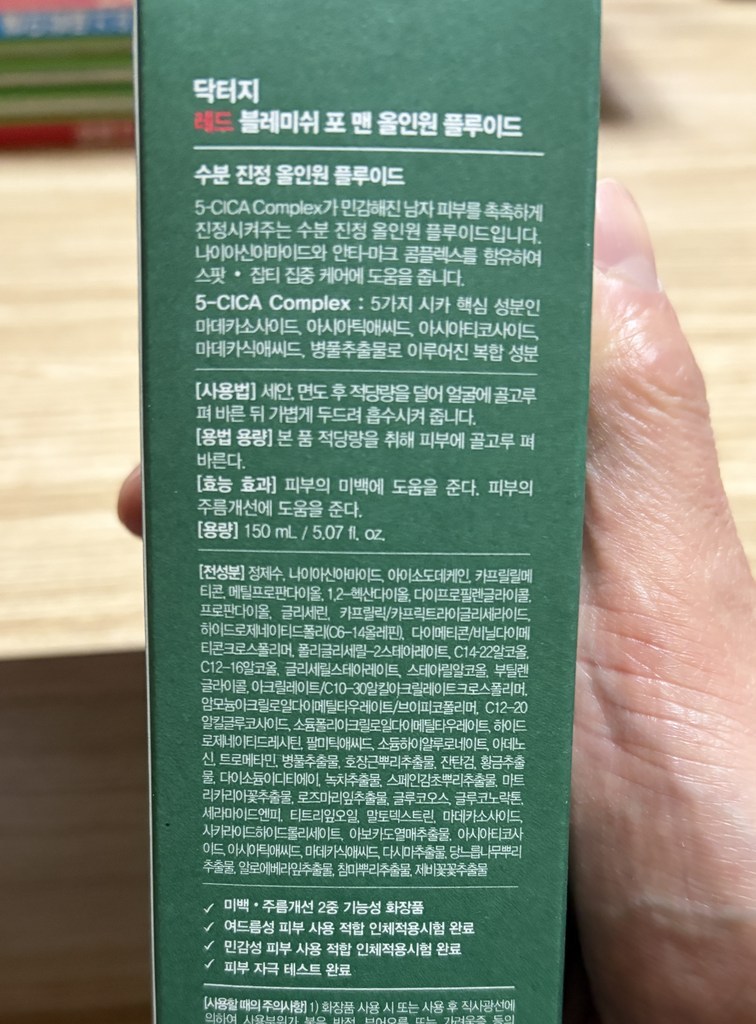 닥터지
레드 블레미쉬 포 맨 올인원 플루이드
수분 진정 올인원 플루이드
5-CICA Complex가 민감해진 남자 피부를 촉촉하게
진정시켜주는 수분 진정 올인원 플루이드입니다.
나이아신아마이드와 안티-마크 콤플렉스를 함유하여
스팟 • 잡티 집중 케어에 도움을 줍니다.
5-CICA Complex : 5가지 시카 핵심 성분인
마데카소사이드, 아시아틱애씨드, 아시아티코사이드,
마데카식애씨드, 병풀추출물로 이루어진 복합 성분
[사용법] 세안, 면도 후 적당량을 덜어 얼굴에 골고루
펴 바른 뒤 가볍게 두드려 흡수시켜 줍니다.
[용법 용량] 본 품 적당량을 취해 피부에 골고루 펴
바른다.
[효능 효과] 피부의 미백에 도움을 준다. 피부의
주름개선에 도움을 준다.
[용량] 150 mL / 5.07 fl. oz.
[전성분] 정제수, 나이아신아마이드, 아이소도데케인, 카프릴릴메
티콘, 메틸프로판다이올, 1,2-헥산다이올, 다이프로필렌글라이콜,
프로판다이올, 글리세린, 카프릴릭/카프릭트라이글리세라이드,
하이드로제네이티드폴리(C6-14올레핀), 다이메티콘/비닐다이메
티콘크로스폴리머, 폴리글리세릴-2스테아레이트, C14-22알코올,
C12-16알코올, 글리세릴스테아레이트, 스테아릴알코올, 부틸렌
글라이콜, 아크릴레이트/C10-30알킬아크릴레이트크로스폴리머,
암모늄아크릴로일다이메틸타우레이트/브이피코폴리머, C12-20
알킬글루코사이드, 소듐폴리아크릴로일다이메틸타우레이트, 하이드
로제네이티드레시틴, 팔미틱애씨드, 소듐하이알루로네이트, 아데노
신, 트로메타민, 병풀추출물, 호장근뿌리추출물, 잔탄검, 황금추출
물, 다이소듐이디티에이, 녹차추출물, 스페인감초뿌리추출물, 마트
리카리아꽃추출물, 로즈마리잎추출물, 글루코오스, 글루코노락톤,
세라마이드엔피, 티트리잎오일, 말토덱스트린, 마데카소사이드,
사카라이드하이드롤리세이트, 아보카도열매추출물, 아시아티코사
이드, 아시아틱애씨드, 마데카식애씨드, 다시마추출물, 당느릅나무뿌리
추출물, 알로에베라잎추출물, 참마뿌리추출물, 제비꽃꽃추출물
✓ 미백 • 주름개선 2중 기능성 화장품
✓ 여드름성 피부 사용 적합 인체적용시험 완료
✓ 민감성 피부 사용 적합 인체적용시험 완료
✓ 피부 자극 테스트 완료
[사용할 때의 주의사항] 1) 화장품 사용 시 또는 사용 후 직사광선에
의하여 사용부위가 붉은 반점, 부어오름 또는 가려움증 등의